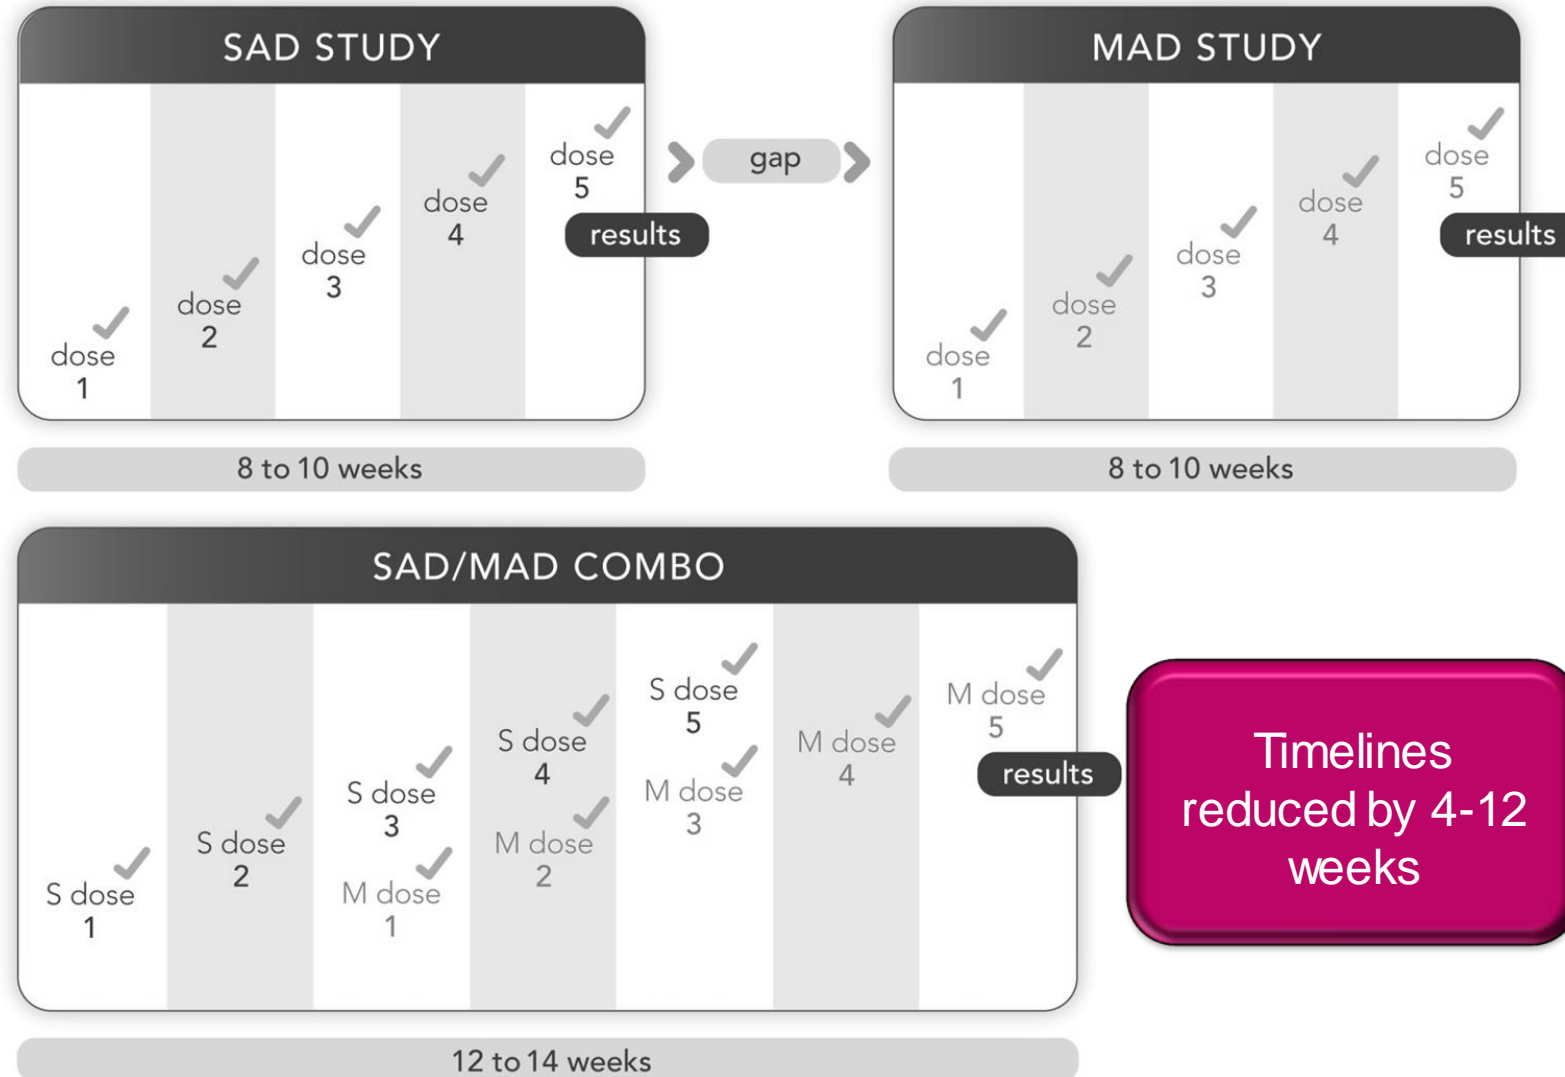 SAD STUDY
dose
1
dose
2
dose
3
dose
4
dose
5
results
8 to 10 weeks
gap
MAD STUDY
dose
1
dose
2
dose
3
dose
4
dose
5
results
8 to 10 weeks
SAD/MAD COMBO
S dose
1
S dose
2
S dose
3
M dose
1
S dose
4
M dose
2
S dose
5
M dose
3
M dose
4
M dose
5
results
12 to 14 weeks
Timelines
reduced by 4-12
weeks